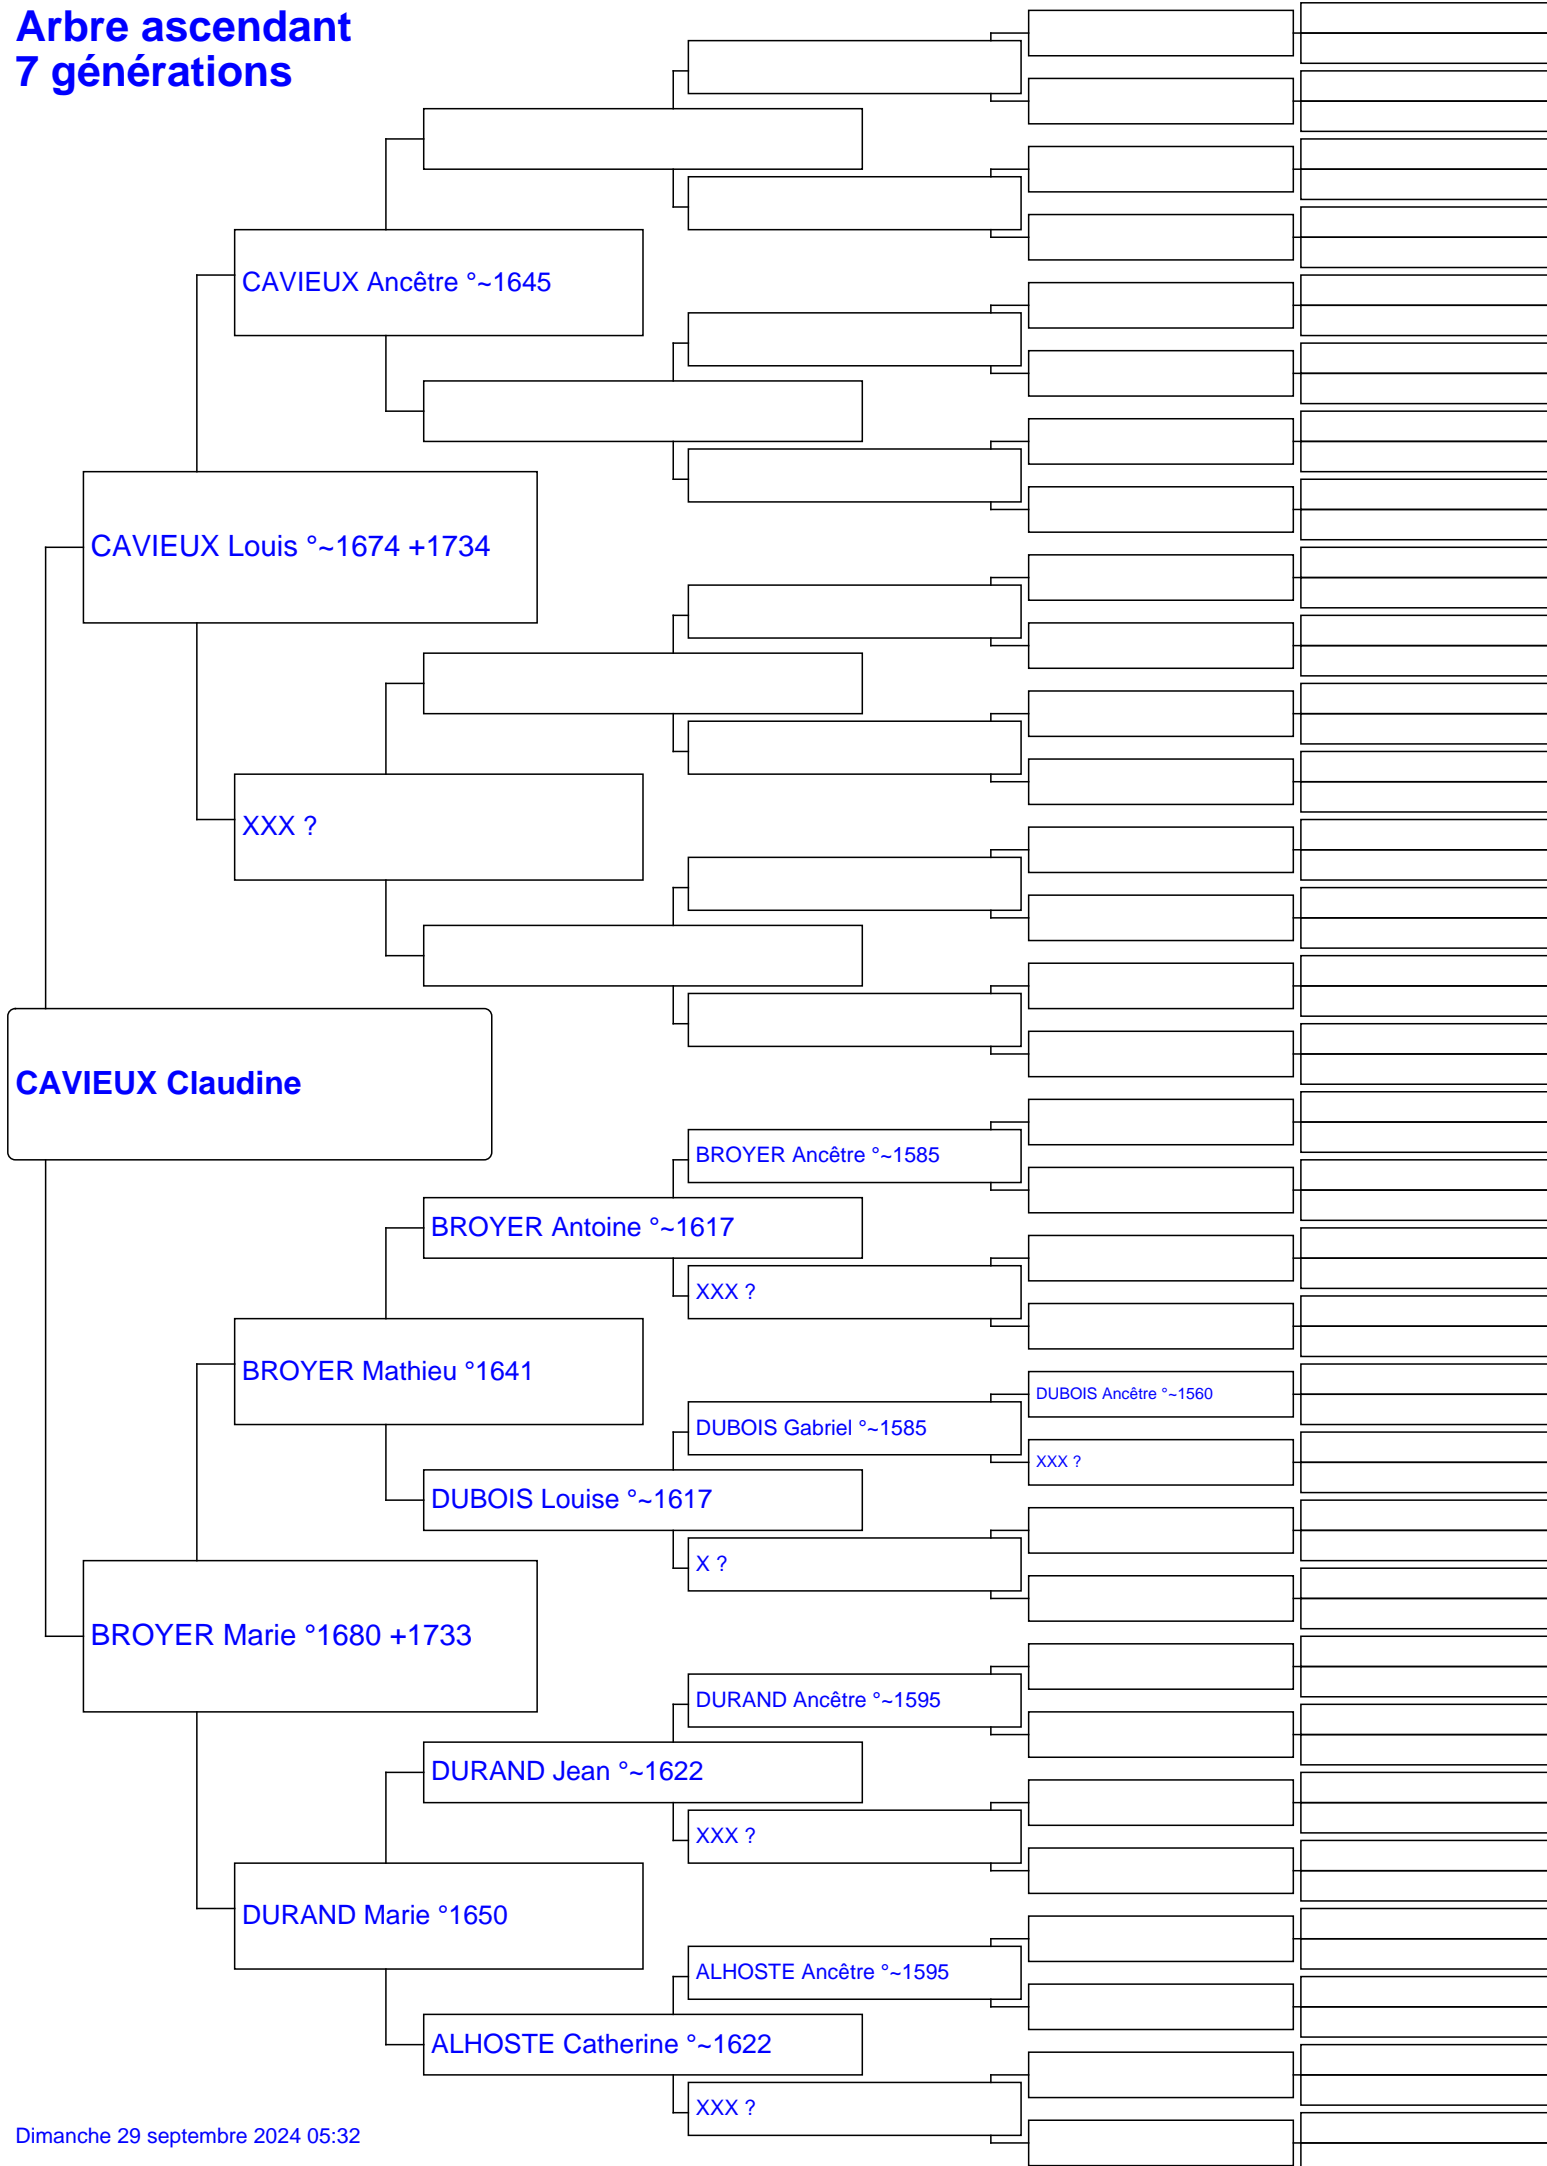 Arbre ascendant
7 générations
CAVIEUX Ancêtre °~1645
CAVIEUX Louis °~1674 +1734
XXX ?
CAVIEUX Claudine
BROYER Ancêtre °~1585
BROYER Antoine °~1617
XXX ?
BROYER Mathieu °1641
DUBOIS Ancêtre °~1560
DUBOIS Gabriel °~1585
XXX ?
DUBOIS Louise °~1617
X ?
BROYER Marie °1680 +1733
DURAND Ancêtre °~1595
DURAND Jean °~1622
XXX ?
DURAND Marie °1650
ALHOSTE Ancêtre °~1595
ALHOSTE Catherine °~1622
XXX ?
Dimanche 29 septembre 2024 05:32